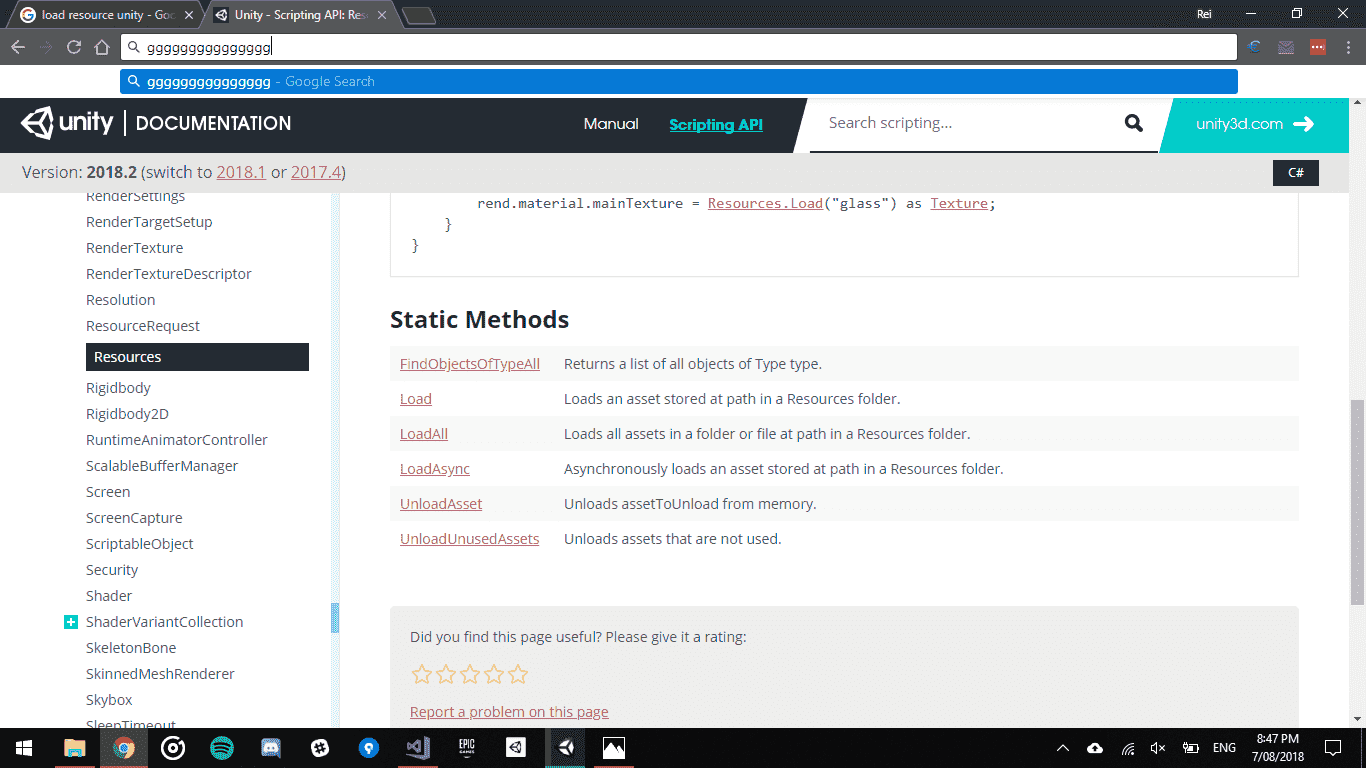 load resource unity - Goo
Unity - Scripting API: Res
Rei
ggggggggggggggg
ggggggggggggggg - Google Search
unity | DOCUMENTATION
Manual
Scripting API
Search scripting...
unity3d.com
Version: 2018.2 (switch to 2018.1 or 2017.4)
C#
RenderSettings
RenderTargetSetup
RenderTexture
RenderTextureDescriptor
Resolution
ResourceRequest
Resources
Rigidbody
Rigidbody2D
RuntimeAnimatorController
ScalableBufferManager
Screen
ScreenCapture
ScriptableObject
Security
Shader
ShaderVariantCollection
SkeletonBone
SkinnedMeshRenderer
Skybox
SleepTimeout
rend.material.mainTexture = Resources.Load("glass") as Texture;
}
}
Static Methods
FindObjectsOfTypeAll Returns a list of all objects of Type type.
Load Loads an asset stored at path in a Resources folder.
LoadAll Loads all assets in a folder or file at path in a Resources folder.
LoadAsync Asynchronously loads an asset stored at path in a Resources folder.
UnloadAsset Unloads assetToUnload from memory.
UnloadUnusedAssets Unloads assets that are not used.
Did you find this page useful? Please give it a rating:
Report a problem on this page
EPIC
GAMES
ENG
8:47 PM
7/08/2018